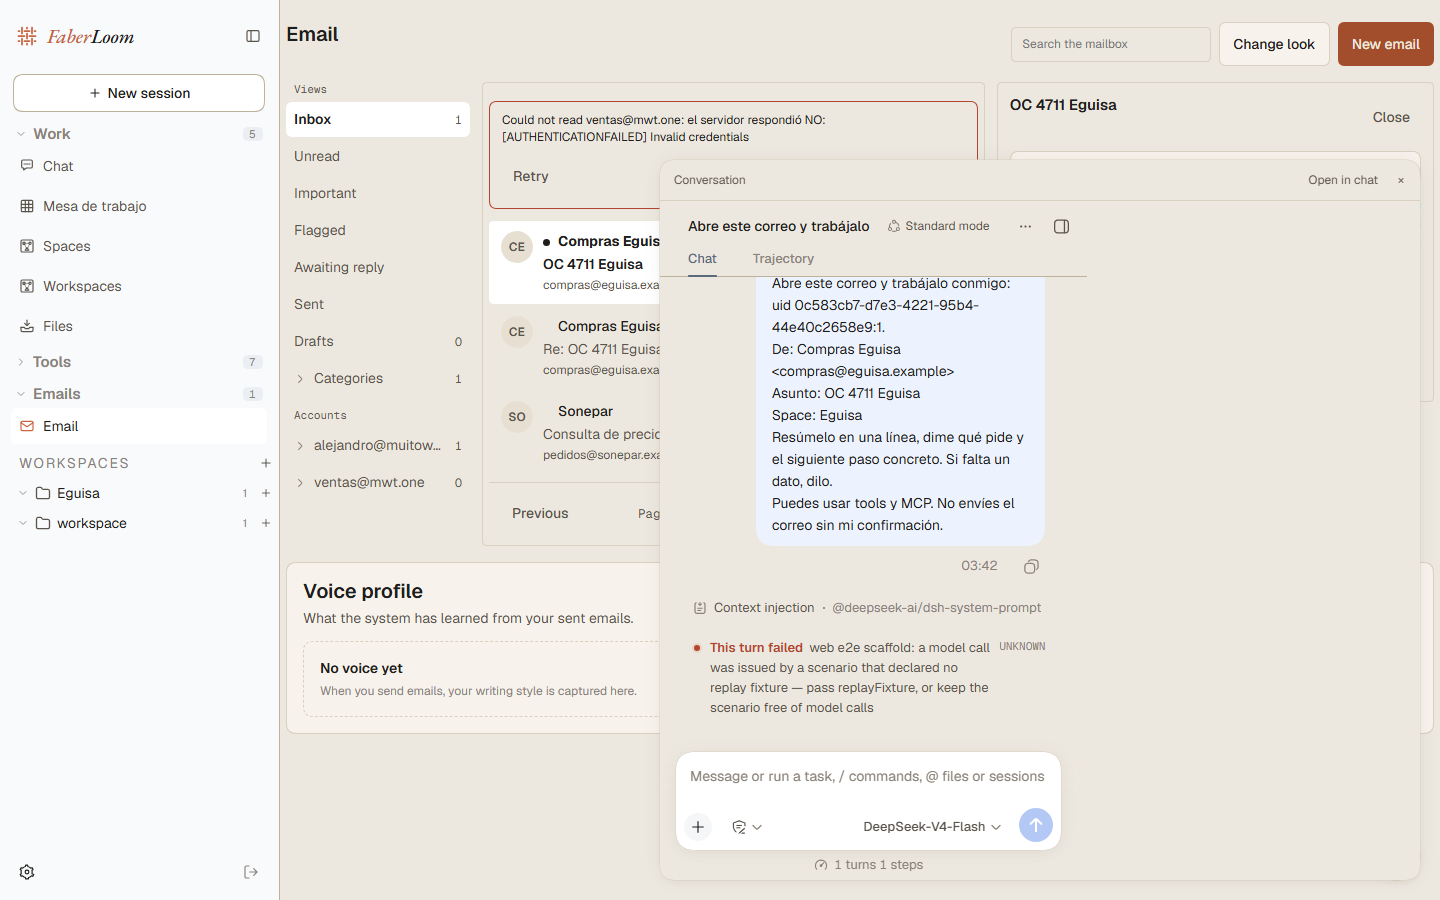 FaberLoom
New session
Work 5
Chat
Mesa de trabajo
Spaces
Workspaces
Files
Tools 7
Emails 1
Email
WORKSPACES
Eguisa 1
workspace 1
Email
Search the mailbox
Change look
New email
Views
Inbox 1
Unread
Important
Flagged
Awaiting reply
Sent
Drafts 0
Categories 1
Accounts
alejandro@muitow... 1
ventas@mwt.one 0
Could not read ventas@mwt.one: el servidor respondió NO:
[AUTHENTICATIONFAILED] Invalid credentials
Retry
CE
Compras Eguis
OC 4711 Eguisa
compras@eguisa.exa
CE
Compras Eguisa
Re: OC 4711 Eguisa
compras@eguisa.exa
SO
Sonepar
Consulta de precio
pedidos@sonepar.exa
Previous
Pag
OC 4711 Eguisa
Close
Voice profile
What the system has learned from your sent emails.
No voice yet
When you send emails, your writing style is captured here.
Conversation
Open in chat ×
Abre este correo y trabájalo
Standard mode
Chat
Trajectory
Abre este correo y trabájalo conmigo:
uid 0c583cb7-d7e3-4221-95b4-
44e40c2658e9:1.
De: Compras Eguisa
<compras@eguisa.example>
Asunto: OC 4711 Eguisa
Space: Eguisa
Resúmelo en una línea, dime qué pide y
el siguiente paso concreto. Si falta un
dato, dilo.
Puedes usar tools y MCP. No envíes el
correo sin mi confirmación.
03:42
Context injection · @deepseek-ai/dsh-system-prompt
This turn failed web e2e scaffold: a model call UNKNOWN
was issued by a scenario that declared no
replay fixture — pass replayFixture, or keep the
scenario free of model calls
Message or run a task, / commands, @ files or sessions
DeepSeek-V4-Flash
1 turns 1 steps